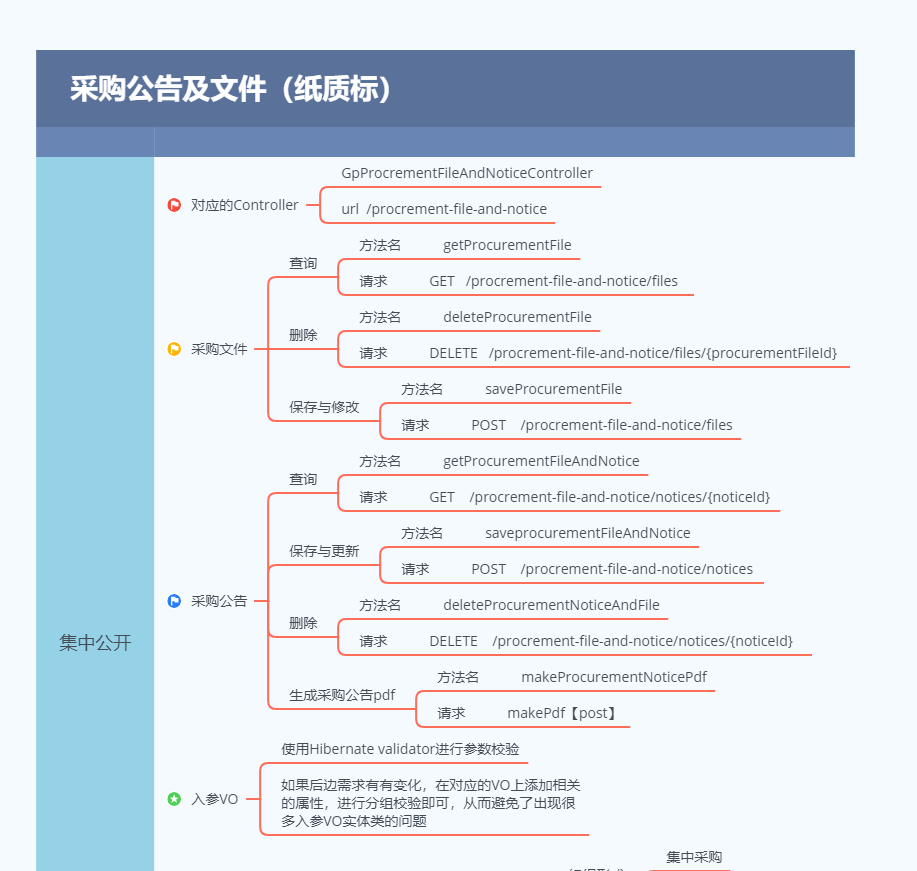 采购公告及文件（纸质标）
集中公开
对应的Controller
GpProcrementFileAndNoticeController
url /procrement-file-and-notice
采购文件
查询
方法名 getProcurementFile
请求 GET /procrement-file-and-notice/files
删除
方法名 deleteProcurementFile
请求 DELETE /procrement-file-and-notice/files/{procurementFileId}
保存与修改
方法名 saveProcurementFile
请求 POST /procrement-file-and-notice/files
采购公告
查询
方法名 getProcurementFileAndNotice
请求 GET /procrement-file-and-notice/notices/{noticeId}
保存与更新
方法名 saveprocurementFileAndNotice
请求 POST /procrement-file-and-notice/notices
删除
方法名 deleteProcurementNoticeAndFile
请求 DELETE /procrement-file-and-notice/notices/{noticeId}
生成采购公告pdf
方法名 makeProcurementNoticePdf
请求 makePdf【post】
入参VO
使用Hibernate validator进行参数校验
如果后边需求有有变化，在对应的VO上添加相关
的属性，进行分组校验即可，从而避免了出现很
多入参VO实体类的问题
集中采购